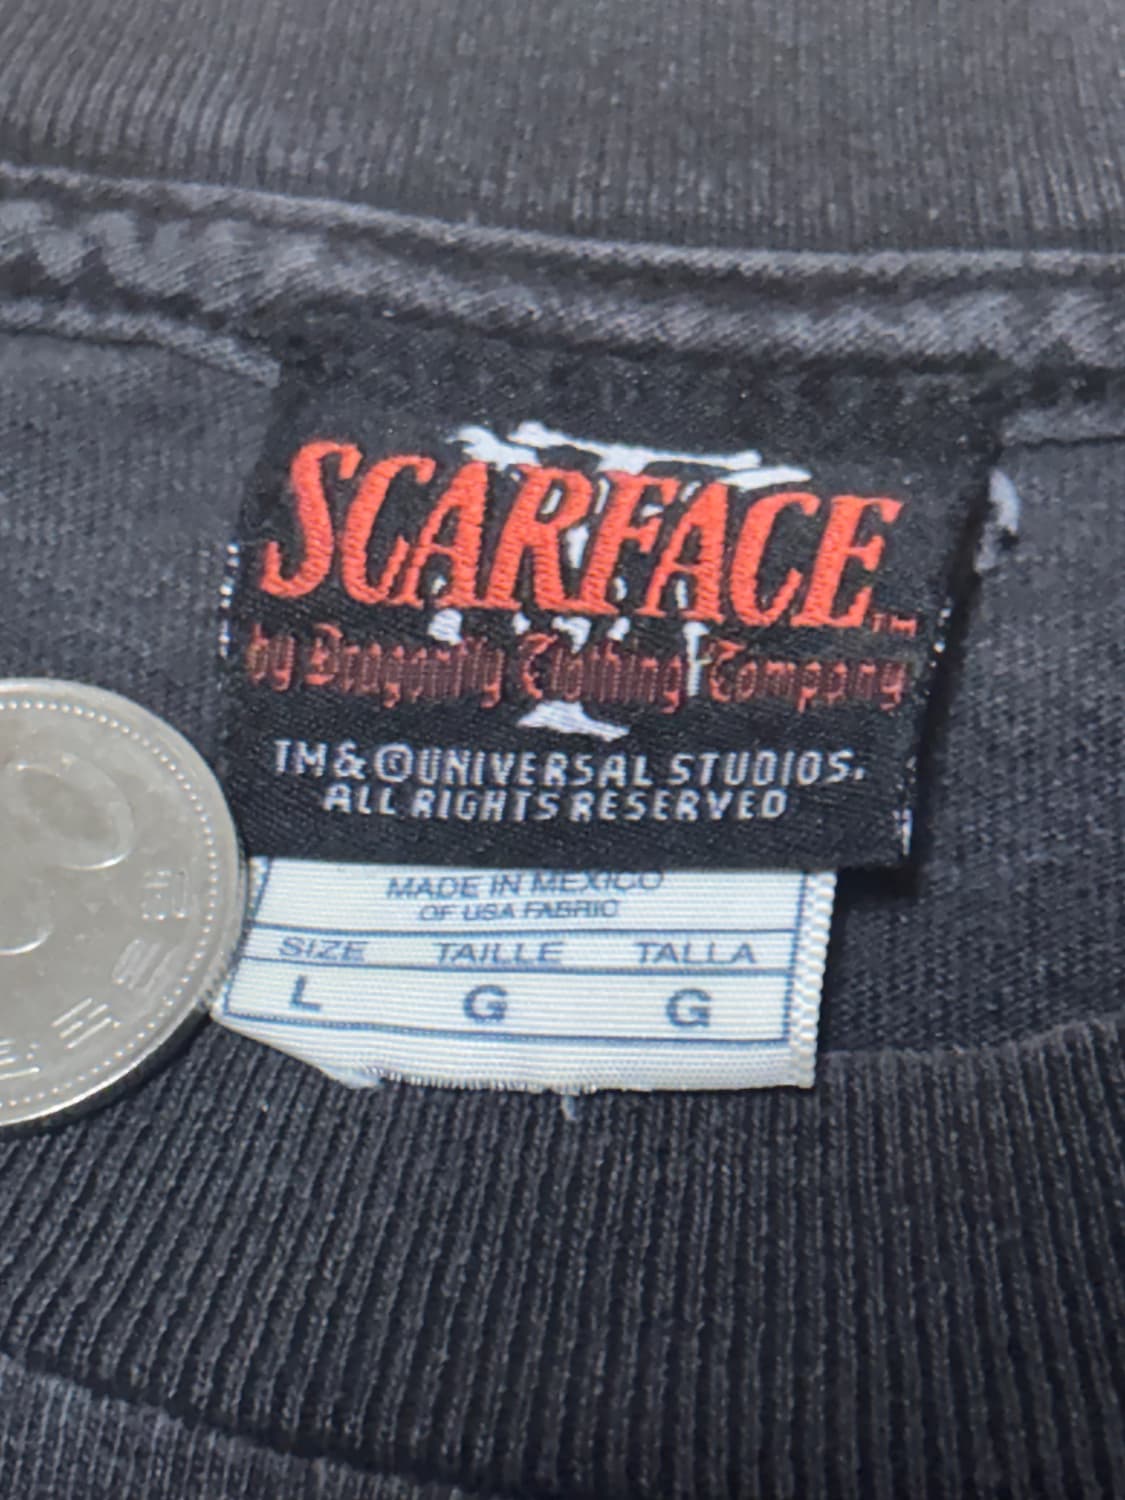 SCARFACE™
by Dragonfly Clothing Company
TM & ©UNIVERSAL STUDIOS.
ALL RIGHTS RESERVED
MADE IN MEXICO
OF USA FABRIC
SIZE TAILLE TALLA
L G G